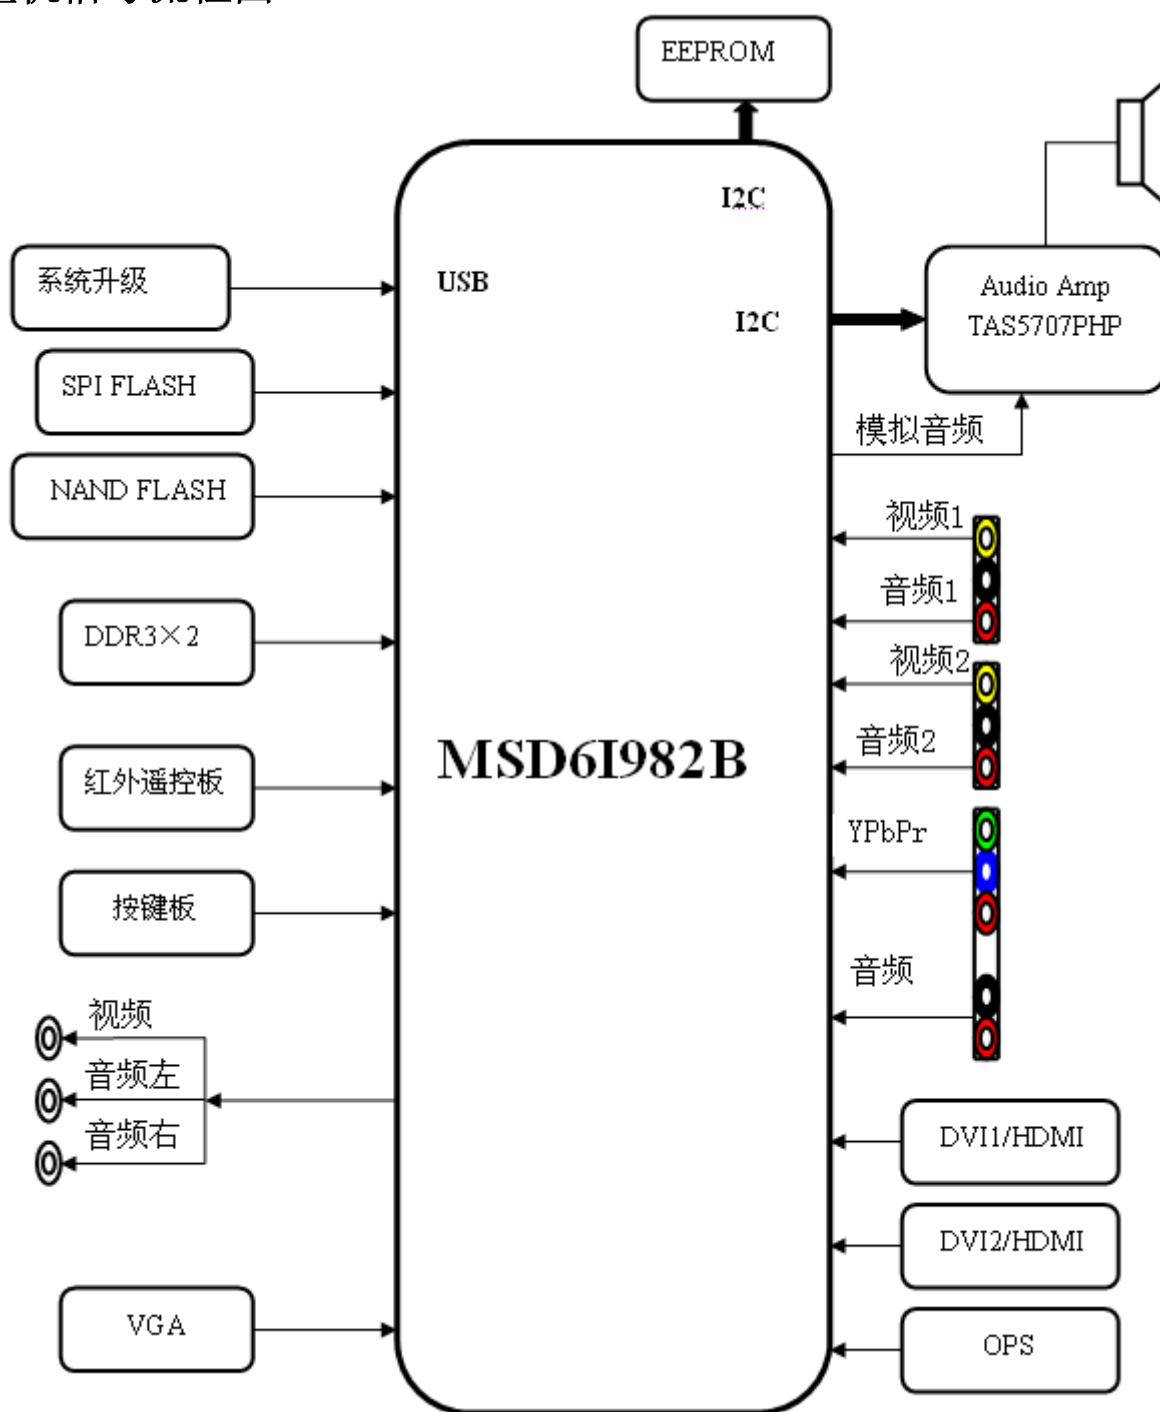 EEPROM
I2C
系统升级
USB
I2C
Audio Amp
TAS5707PHP
SPI FLASH
模拟音频
NAND FLASH
视频1
音频1
DDR3×2
视频2
音频2
MSD6I982B
红外遥控板
YPbPr
按键板
音频
视频
音频左
音频右
DVI1/HDMI
DVI2/HDMI
VGA
OPS